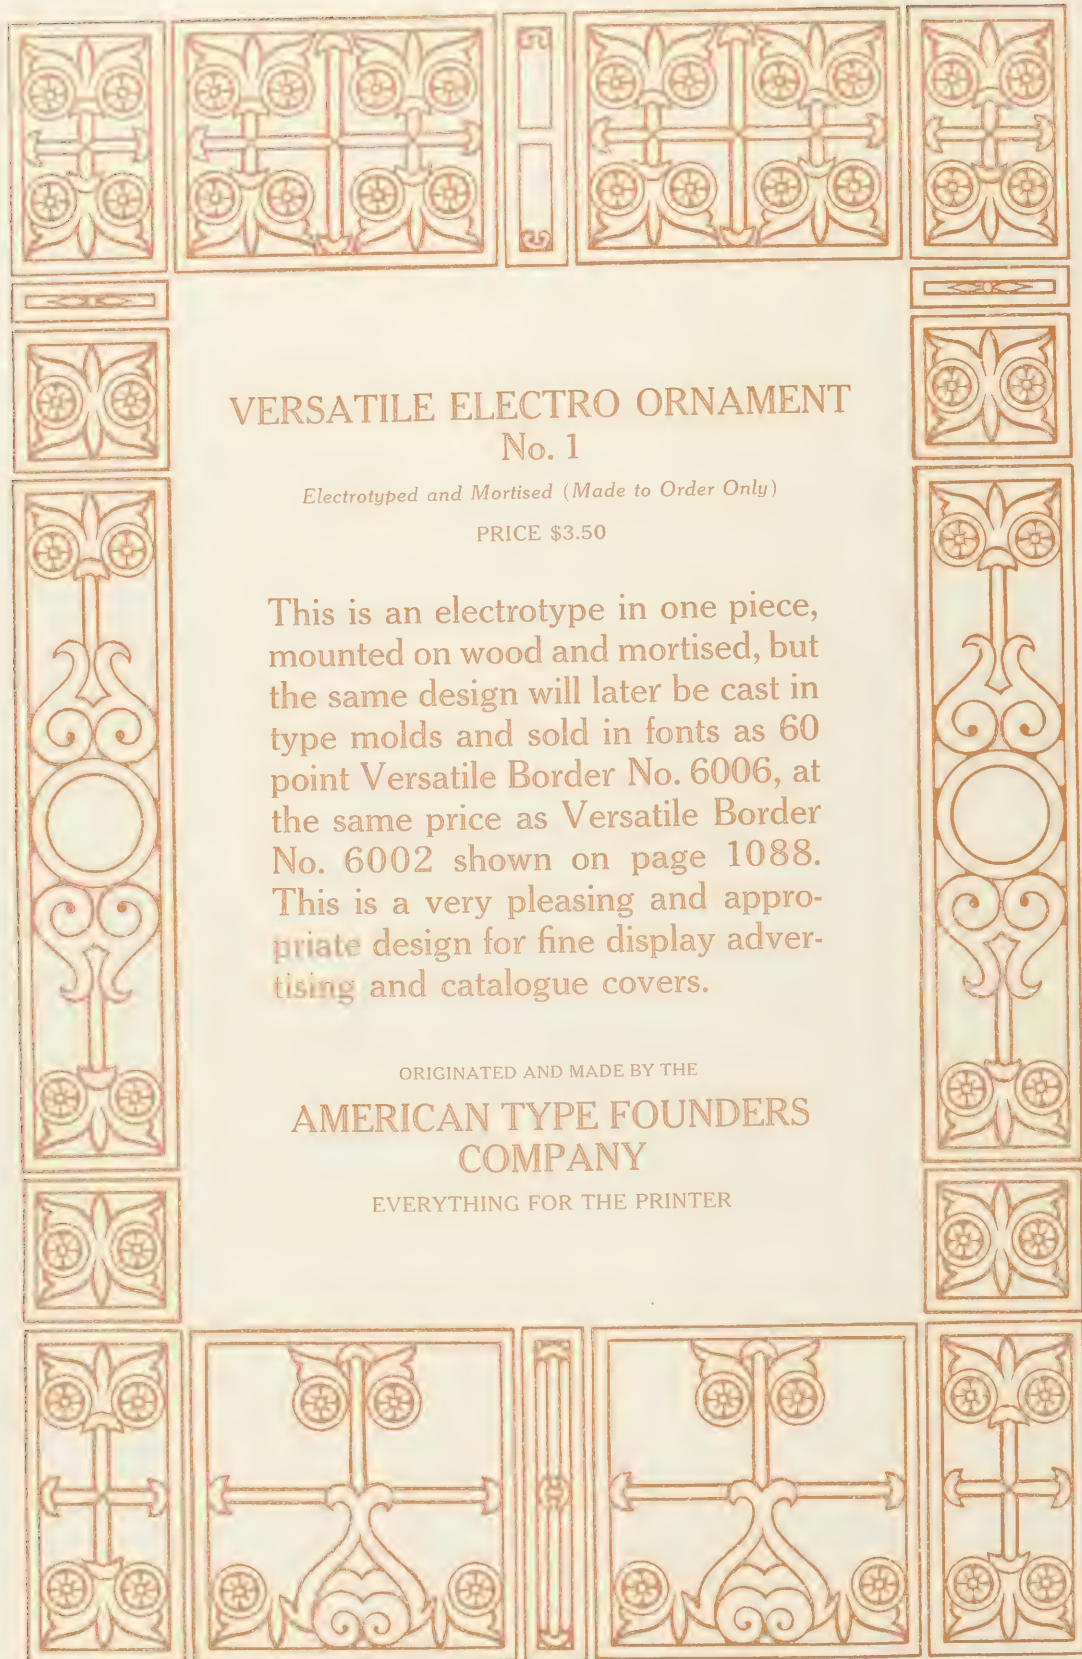 VERSATILE ELECTRO ORNAMENT
No. 1
Electrotyped and Mortised (Made to Order Only)
PRICE $3.50
This is an electrotype in one piece,
mounted on wood and mortised, but
the same design will later be cast in
type molds and sold in fonts as 60
point Versatile Border No. 6006, at
the same price as Versatile Border
No. 6002 shown on page 1088.
This is a very pleasing and appro-
priate design for fine display adver-
tising and catalogue covers.
ORIGINATED AND MADE BY THE
AMERICAN TYPE FOUNDERS
COMPANY
EVERYTHING FOR THE PRINTER